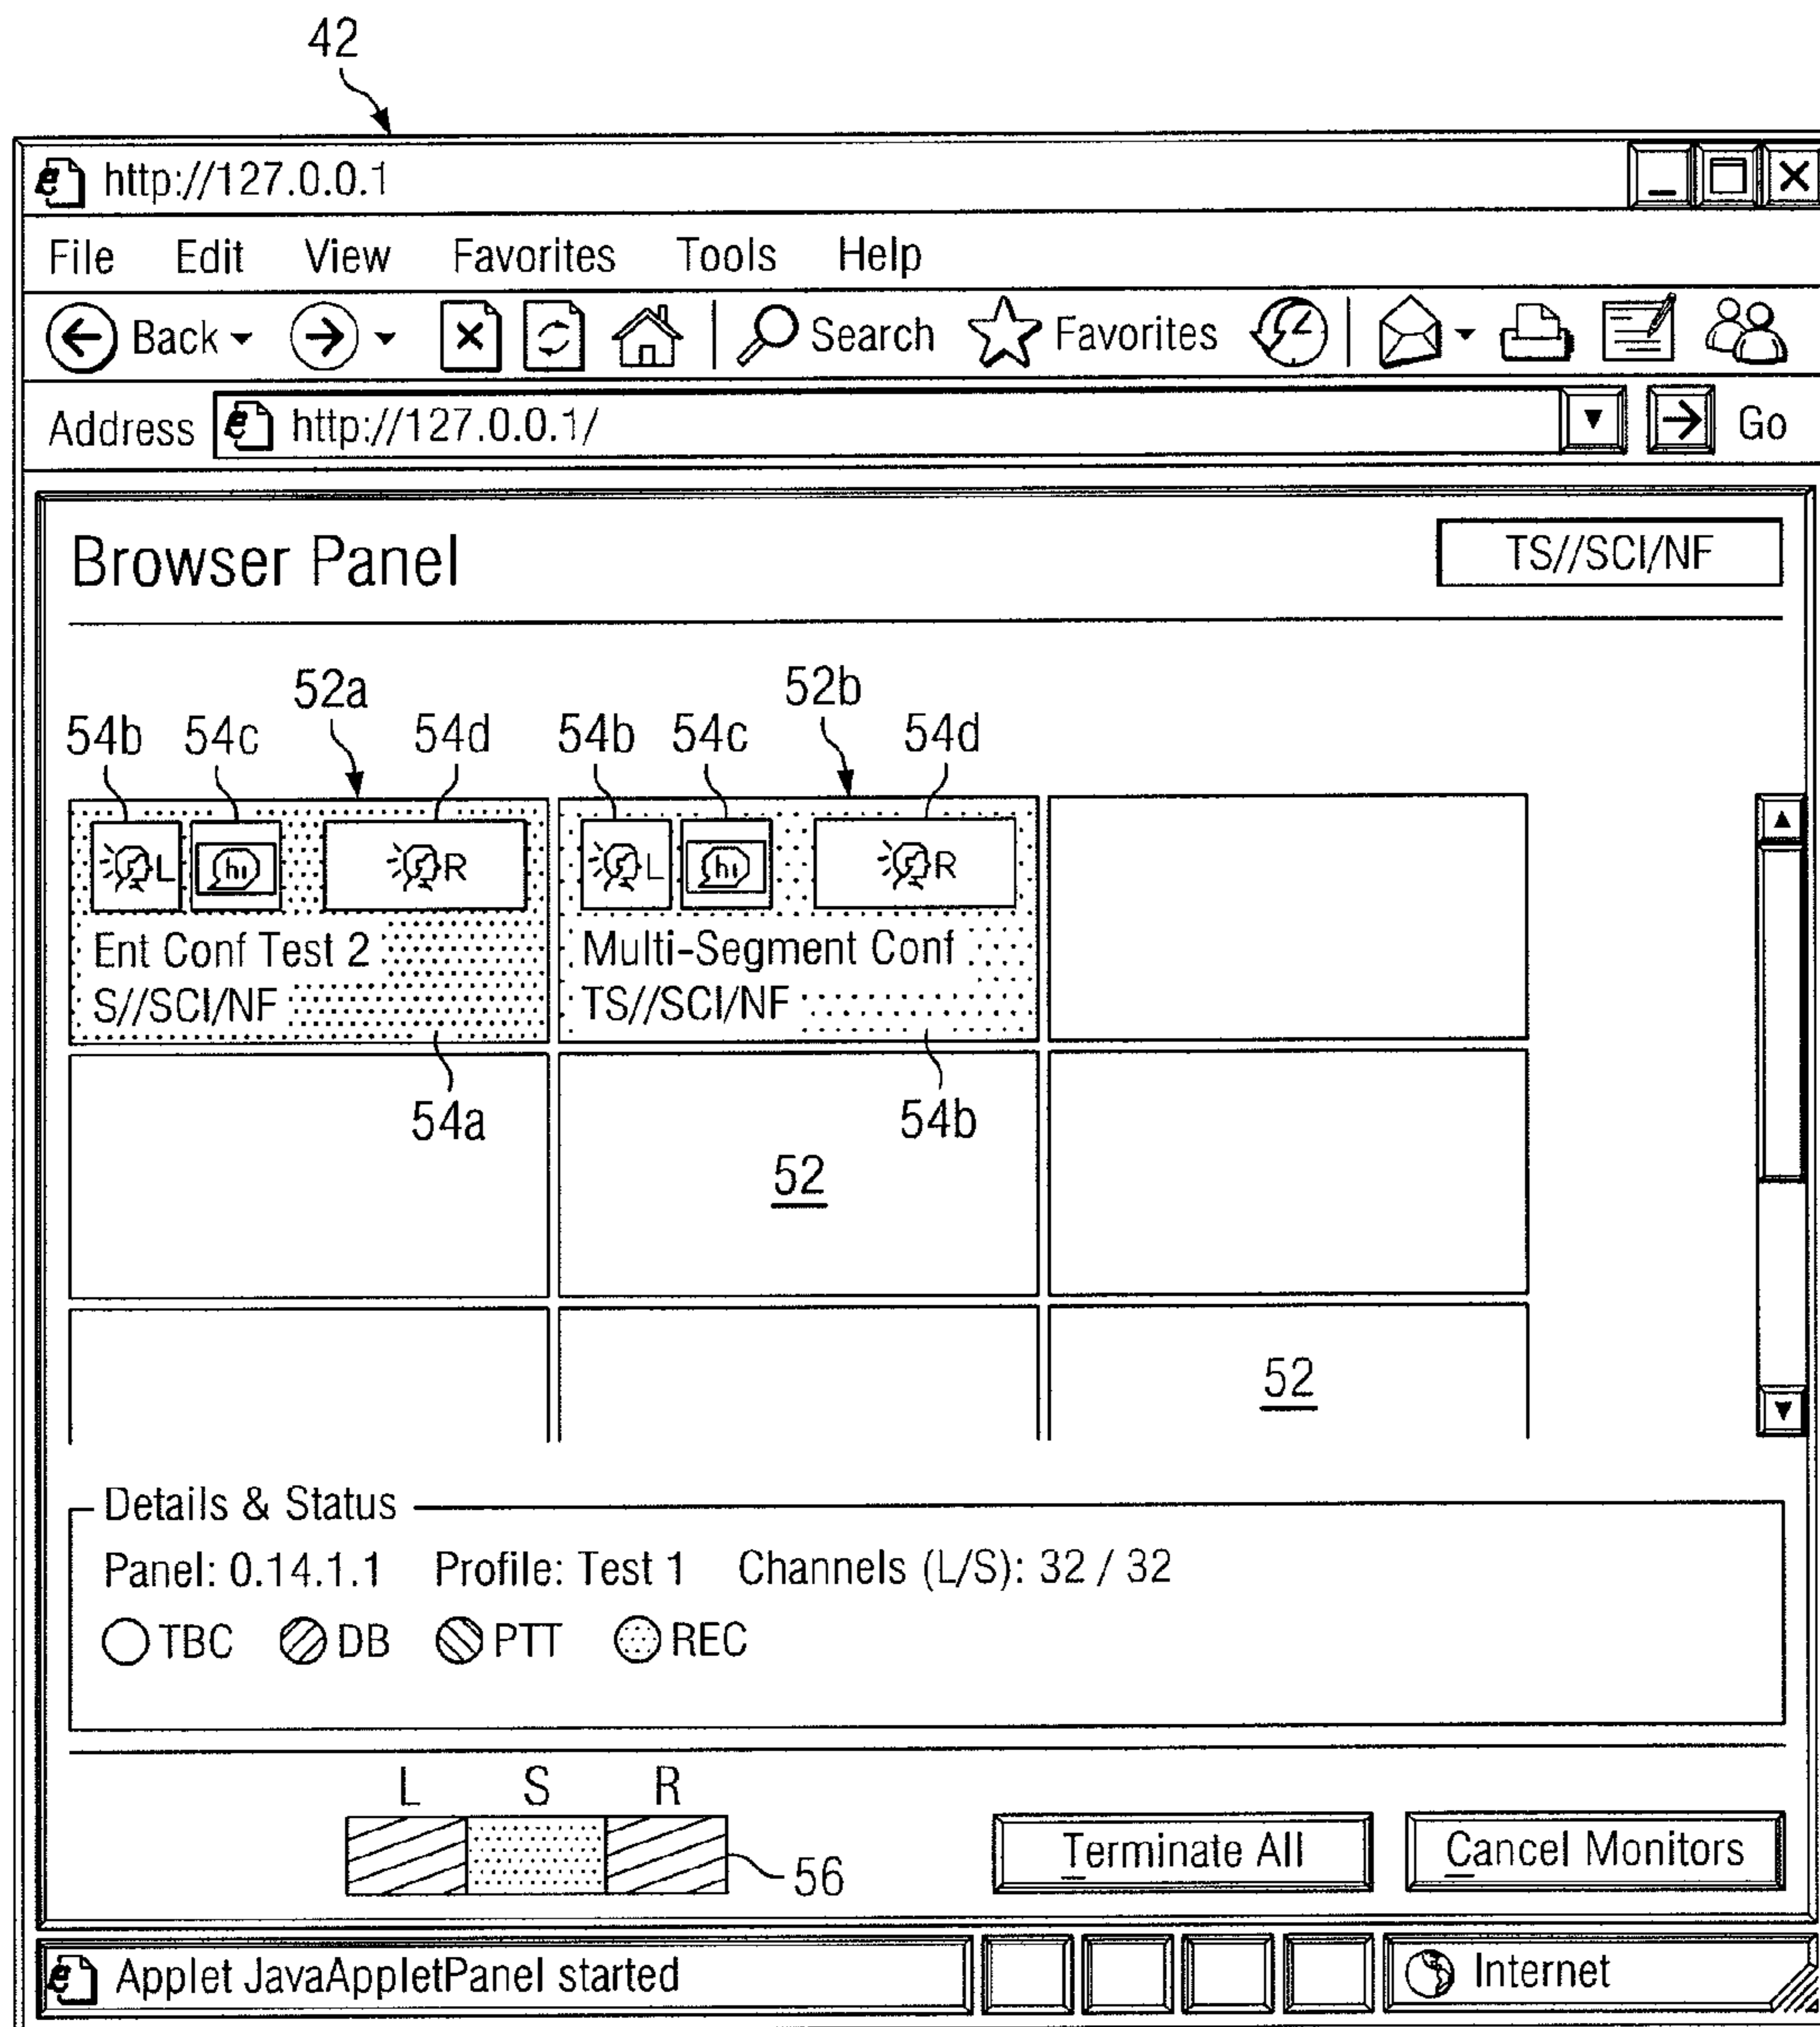 42
http://127.0.0.1
File Edit View Favorites Tools Help
Back Search Favorites
Address http://127.0.0.1/ Go
Browser Panel TS//SCI/NF
52a 52b
54b 54c 54d 54b 54c 54d
L hi R L hi R
Ent Conf Test 2 Multi-Segment Conf
S//SCI/NF TS//SCI/NF
54a 54b
52
52
Details & Status
Panel: 0.14.1.1 Profile: Test 1 Channels (L/S): 32 / 32
TBC DB PTT REC
L S R
56 Terminate All Cancel Monitors
Applet JavaAppletPanel started Internet